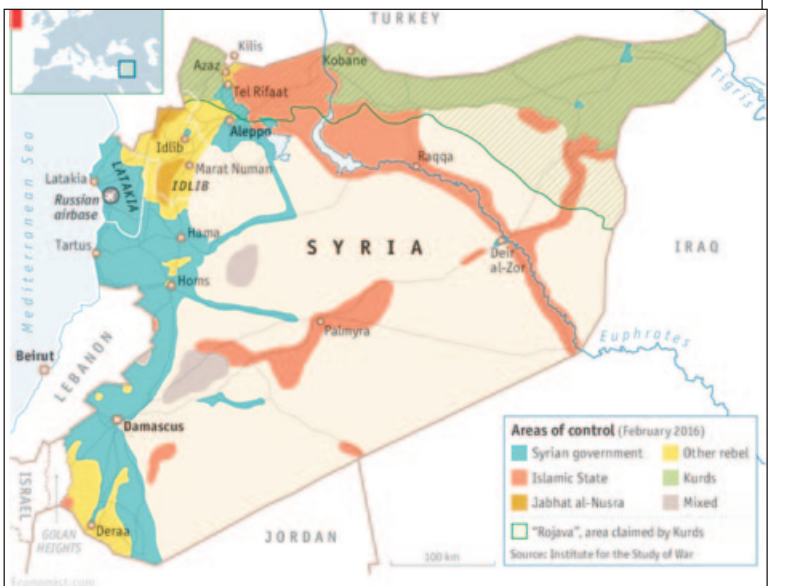 TURKEY
Kilis
Azaz
Kobane
Tel Rifaat
Tigris
Aleppo
Idlib
Marat Numan
IDLIB
Raqqa
Latakia
LATAKIA
Russian
airbase
Mediterranean Sea
Tartus
Hama
SYRIA
Deir
al-Zor
IRAQ
Homs
Palmyra
Euphrates
Beirut
LEBANON
Damascus
Areas of control (February 2016)
Syrian government
Other rebel
Islamic State
Kurds
Jabhat al-Nusra
Mixed
"Rojava", area claimed by Kurds
Source: Institute for the Study of War
ISRAEL
GOLAN
HEIGHTS
Deraa
JORDAN
100 km
Economist.com